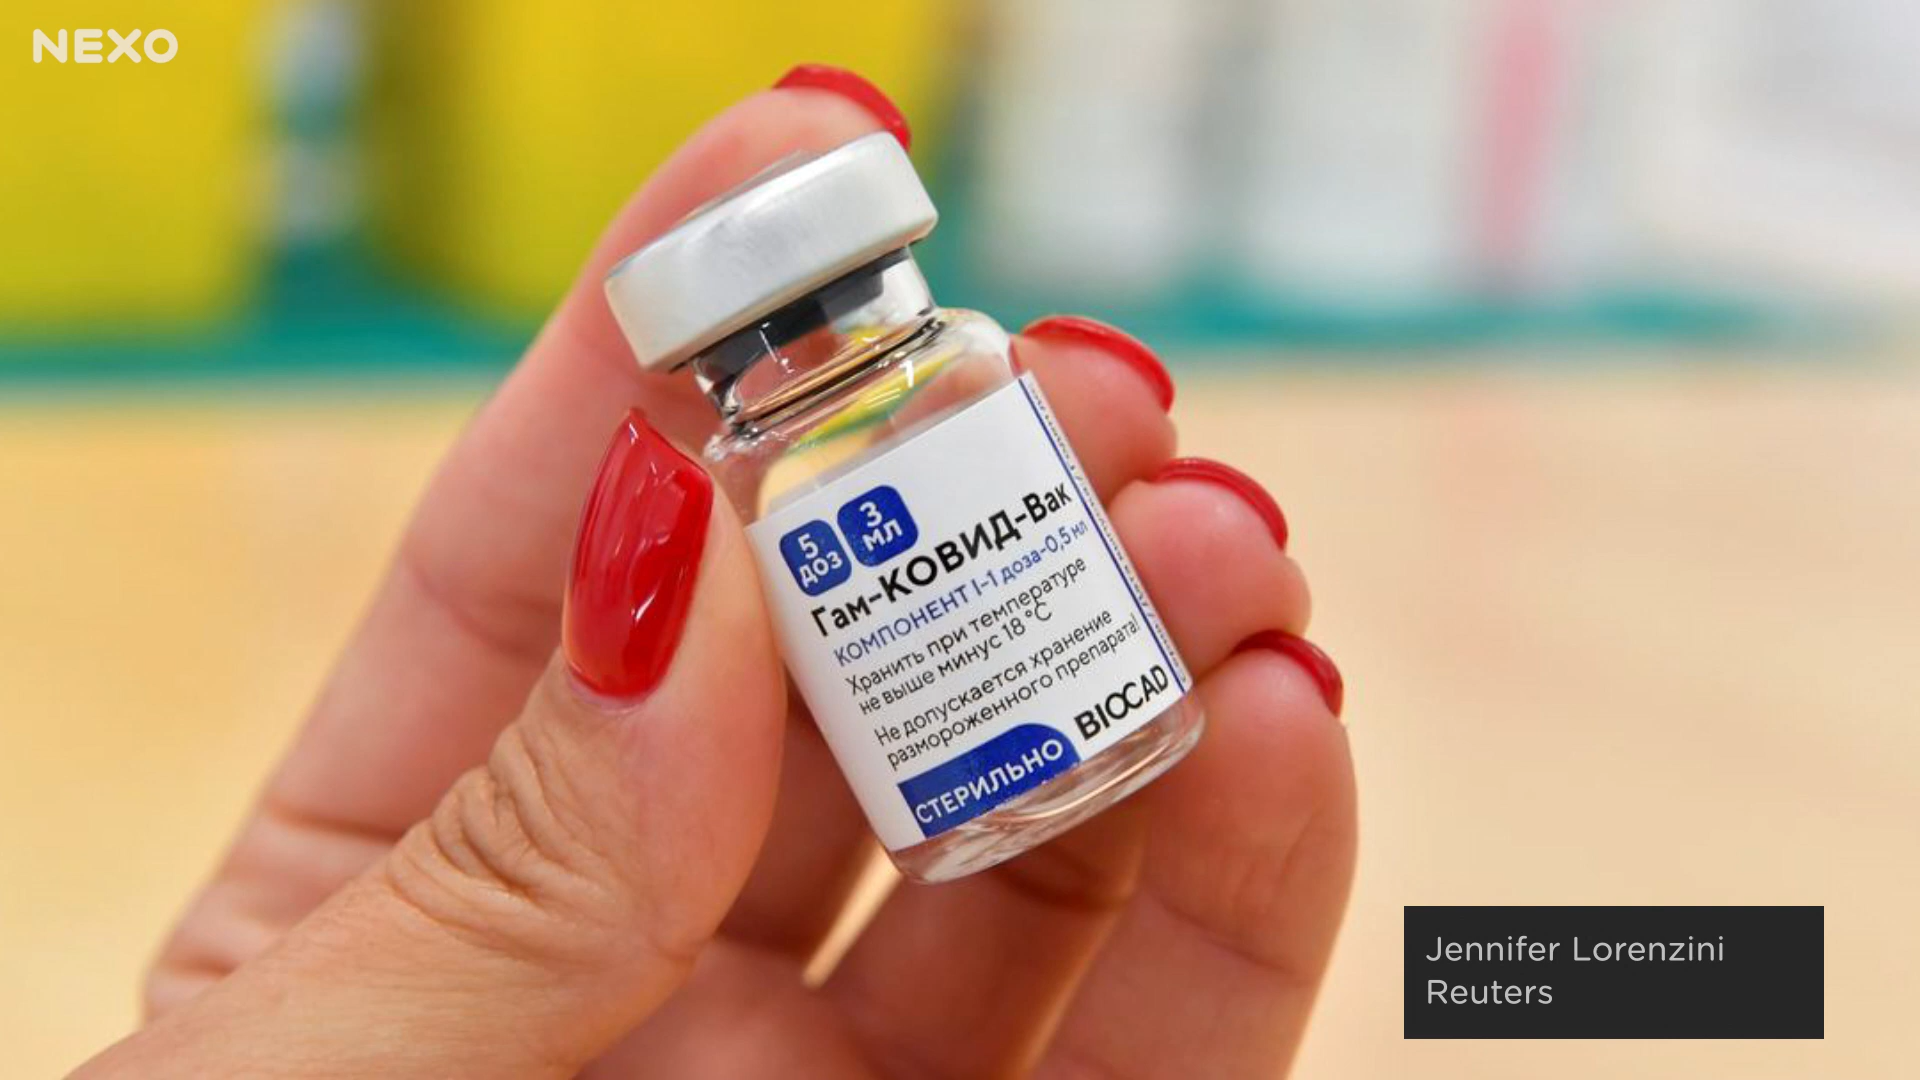 NEXO
5
доз
3
мл
Гам-КОВИД-Вак
КОМПОНЕНТ I-1 доза-0,5 мл
Хранить при температуре
не выше минус 18 °C
Не допускается хранение
размороженного препарата!
СТЕРИЛЬНО
BIOCAD
Jennifer Lorenzini
Reuters